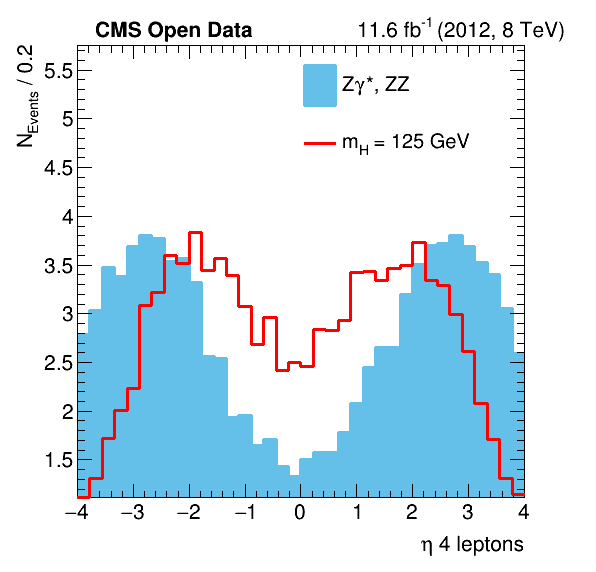 CMS Open Data 11.6 fb⁻¹ (2012, 8 TeV)
N_Events / 0.2
5.5
5
4.5
4
3.5
3
2.5
2
1.5
Zγ*, ZZ
m_H = 125 GeV
−4 −3 −2 −1 0 1 2 3 4
η 4 leptons